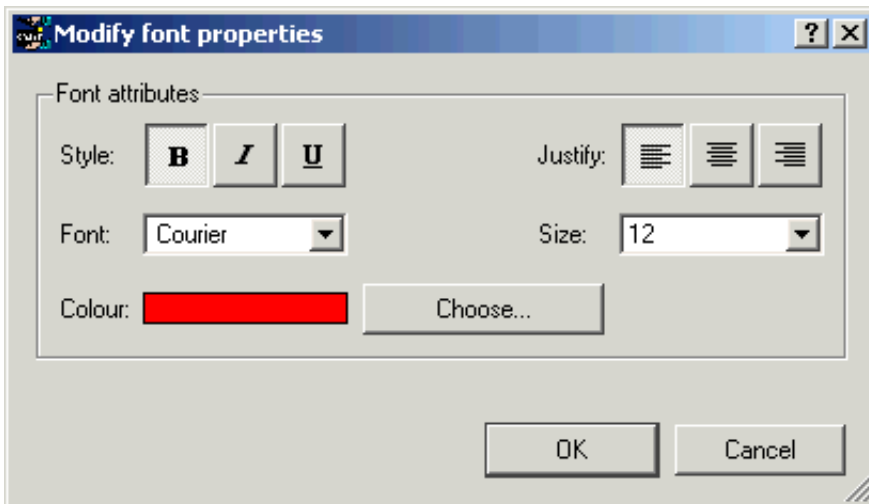 Modify font properties
Font attributes
Style: B I U Justify:
Font: Courier Size: 12
Colour: Choose...
OK Cancel